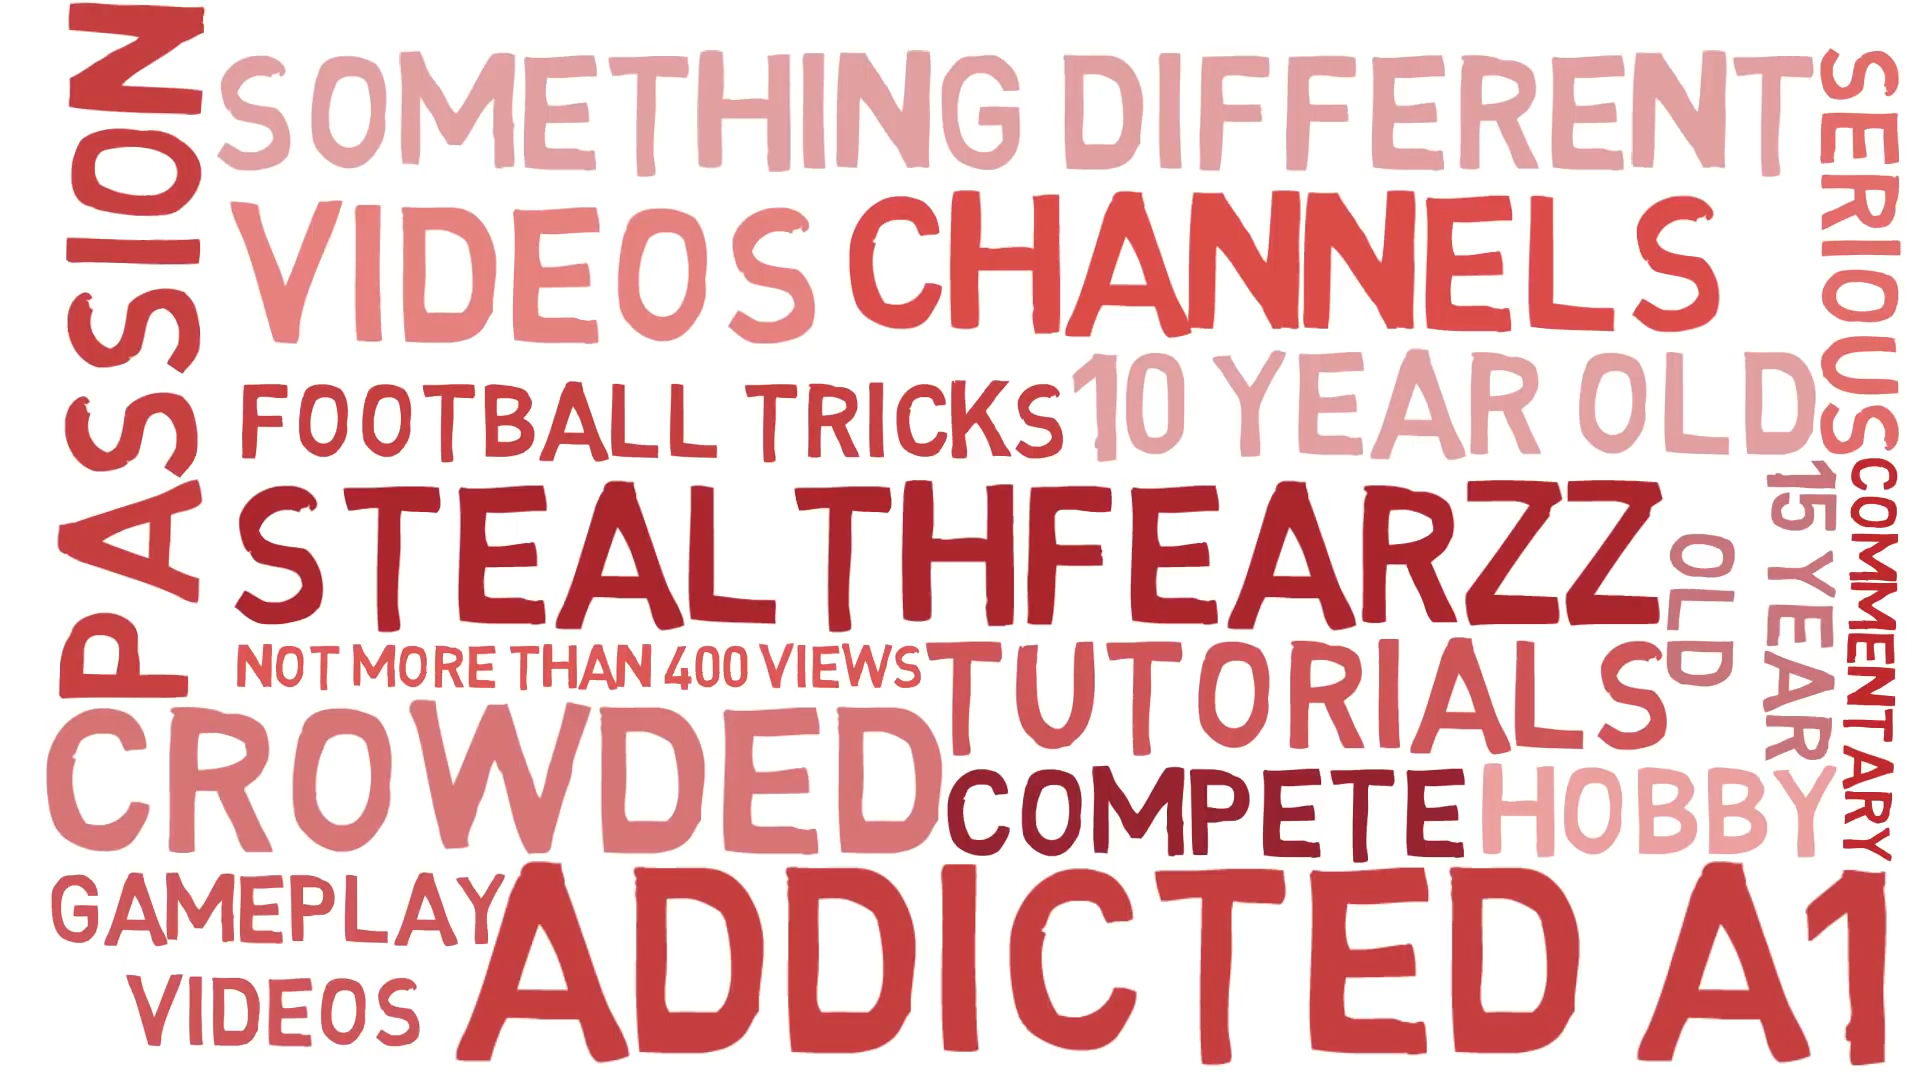 PASSION
SOMETHING DIFFERENT
SERIOUS
VIDEOS
CHANNELS
FOOTBALL TRICKS
10 YEAR OLD
STEALTHFEARZZ
15 YEAR
OLD
COMMENTARY
NOT MORE THAN 400 VIEWS
TUTORIALS
CROWDED
COMPETE
HOBBY
GAMEPLAY
VIDEOS
ADDICTED A1